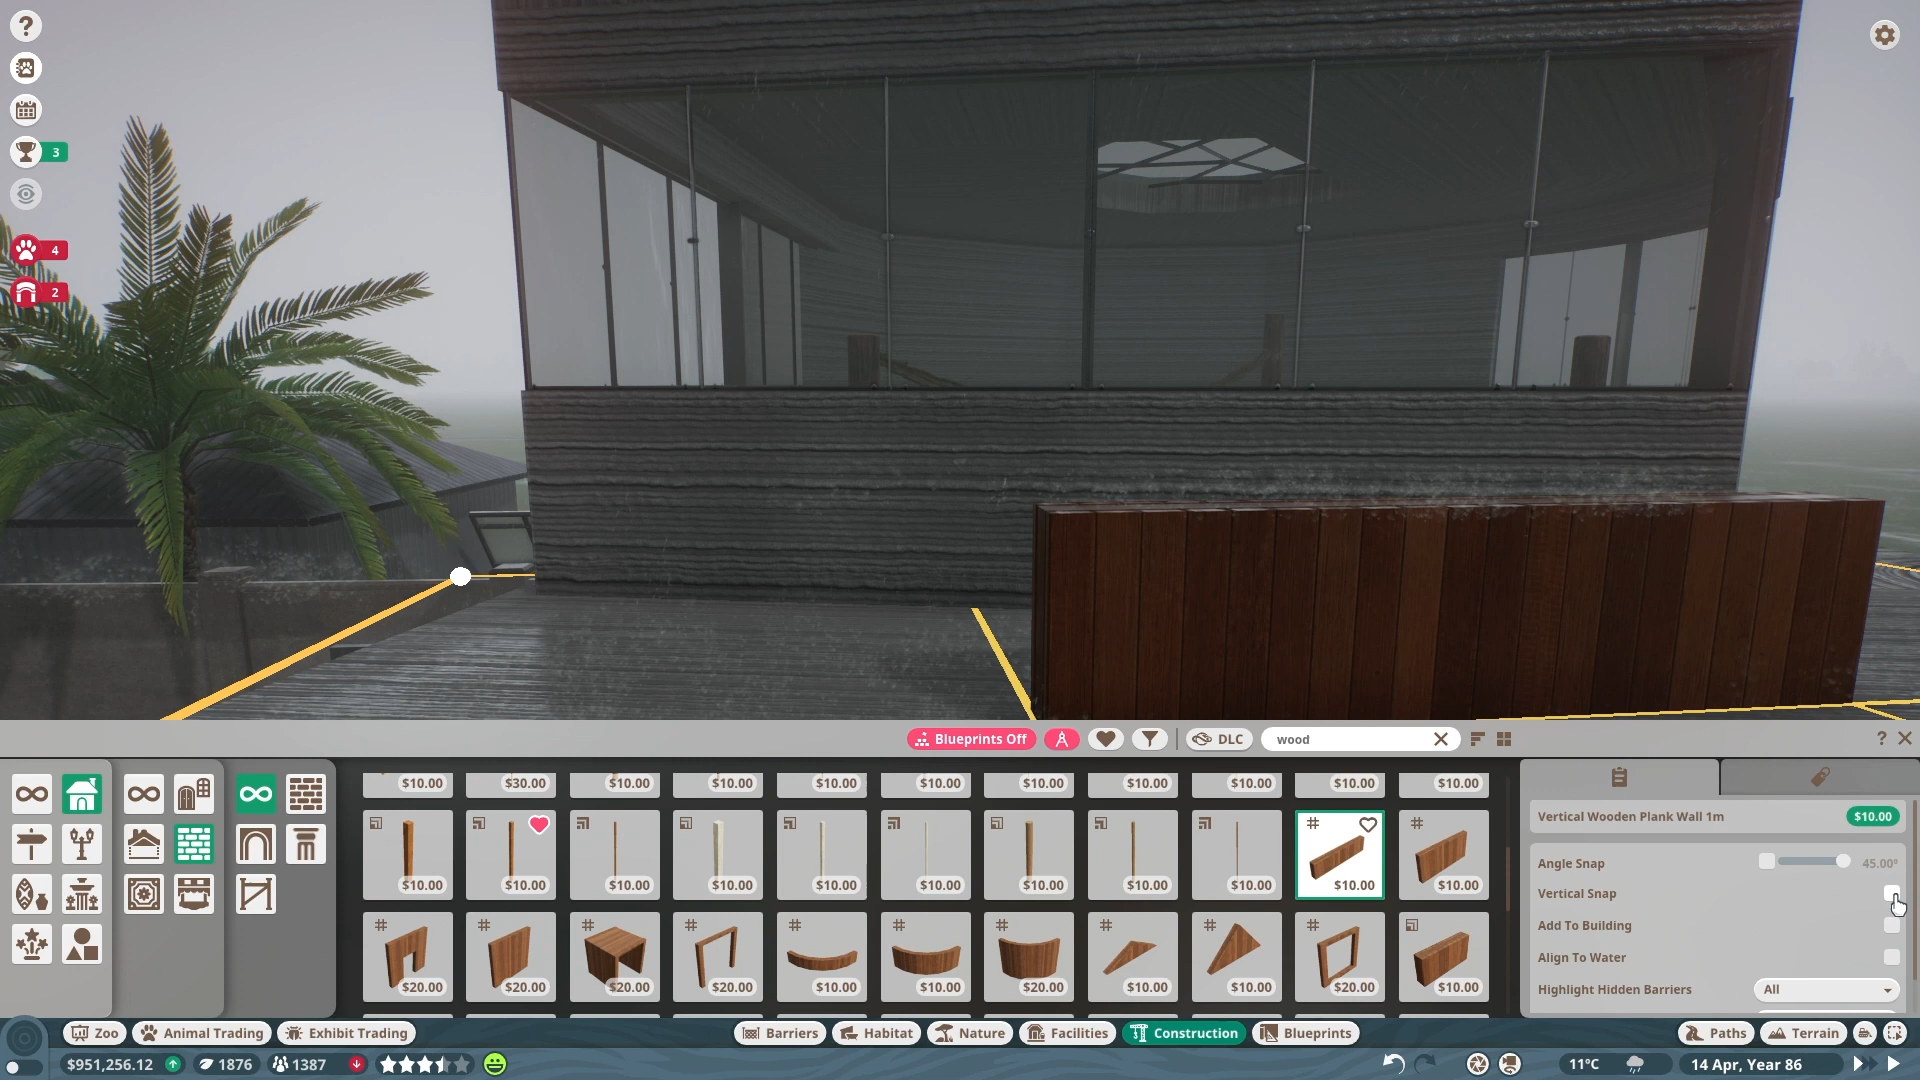 ?
3
4
2
Blueprints Off
DLC
wood
?
$10.00 $30.00 $10.00 $10.00 $10.00 $10.00 $10.00 $10.00 $10.00 $10.00 $10.00
$10.00 $10.00 $10.00 $10.00 $10.00 $10.00 $10.00 $10.00 $10.00 $10.00 $10.00
$20.00 $20.00 $20.00 $20.00 $10.00 $10.00 $20.00 $10.00 $10.00 $20.00 $10.00
Vertical Wooden Plank Wall 1m $10.00
Angle Snap 45.00°
Vertical Snap
Add To Building
Align To Water
Highlight Hidden Barriers All
Zoo Animal Trading Exhibit Trading Barriers Habitat Nature Facilities Construction Blueprints Paths Terrain
$951,256.12 1876 1387 11°C 14 Apr, Year 86